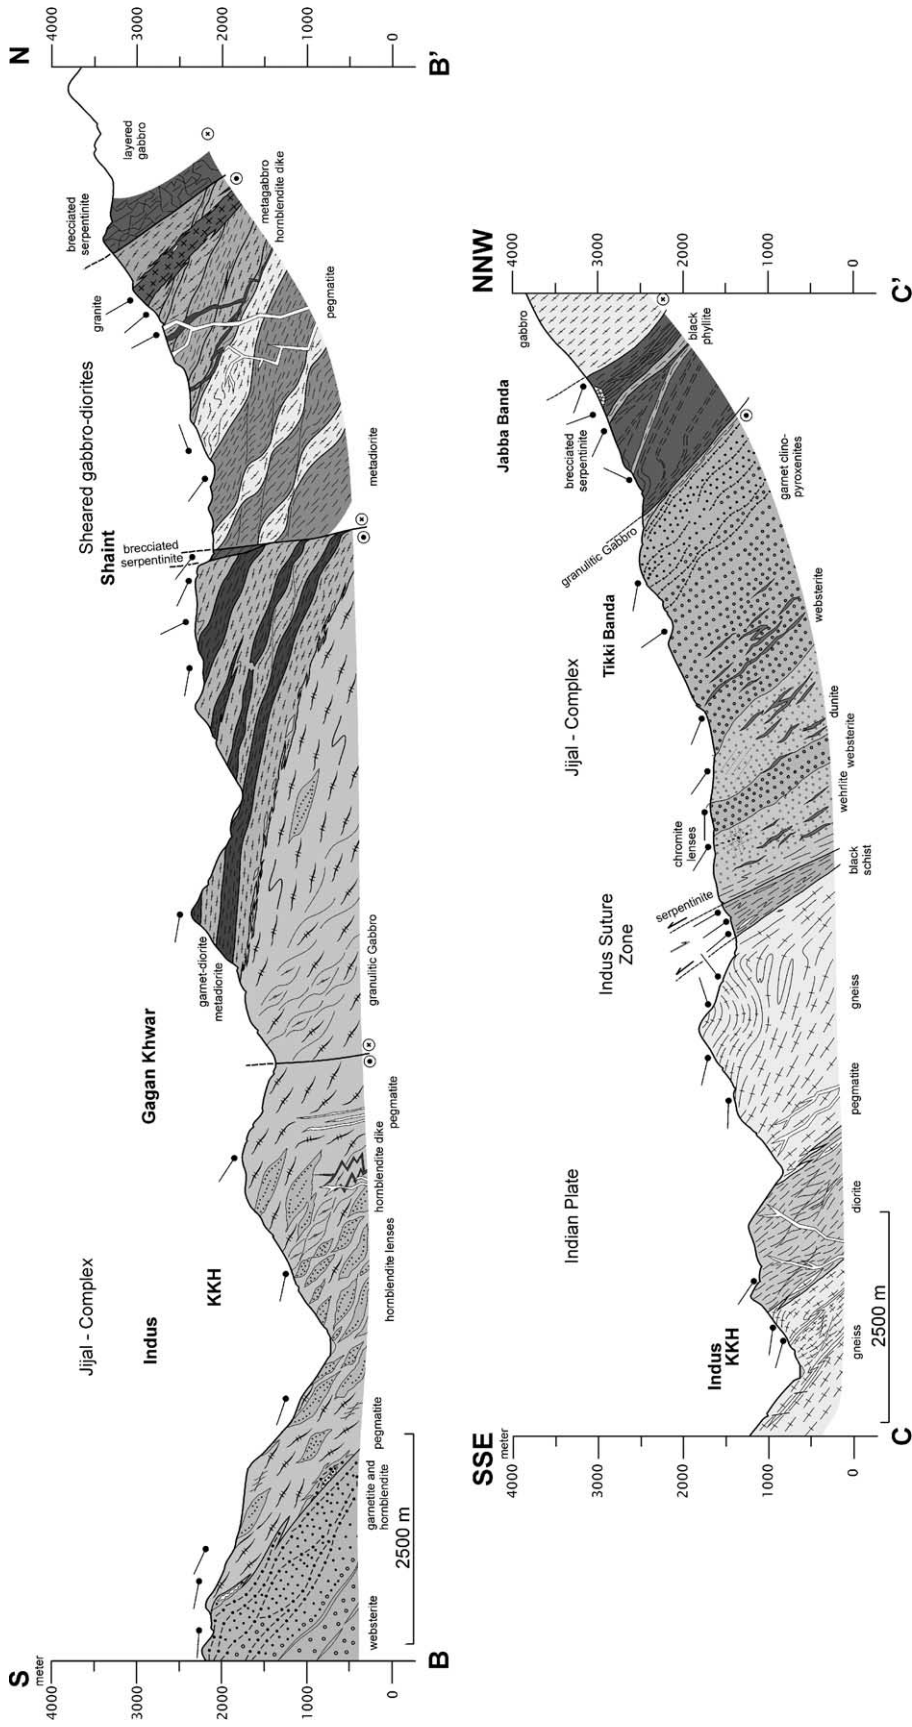 S
N
meter
4000
3000
2000
1000
0
4000
3000
2000
1000
0
B
B'
Jijal - Complex
Indus
KKH
Gagan Khwar
Shaint
Sheared gabbro-diorites
garnet-diorite
metadiorite
brecciated
serpentinite
granite
brecciated
serpentinite
layered
gabbro
websterite
garnetite and
hornblendite
pegmatite
hornblendite lenses
hornblendite dike
pegmatite
granulitic Gabbro
metadiorite
pegmatite
metagabbro
hornblendite dike
2500 m
SSE
NNW
meter
4000
3000
2000
1000
0
4000
3000
2000
1000
0
C
C'
Indus
KKH
Indian Plate
Indus Suture
Zone
serpentinite
chromite
lenses
Jijal - Complex
Tikki Banda
granulitic Gabbro
brecciated
serpentinite
Jabba Banda
gabbro
gneiss
diorite
pegmatite
gneiss
black
schist
wehrlite
websterite
dunite
websterite
garnet clino-
pyroxenites
black
phyllite
2500 m